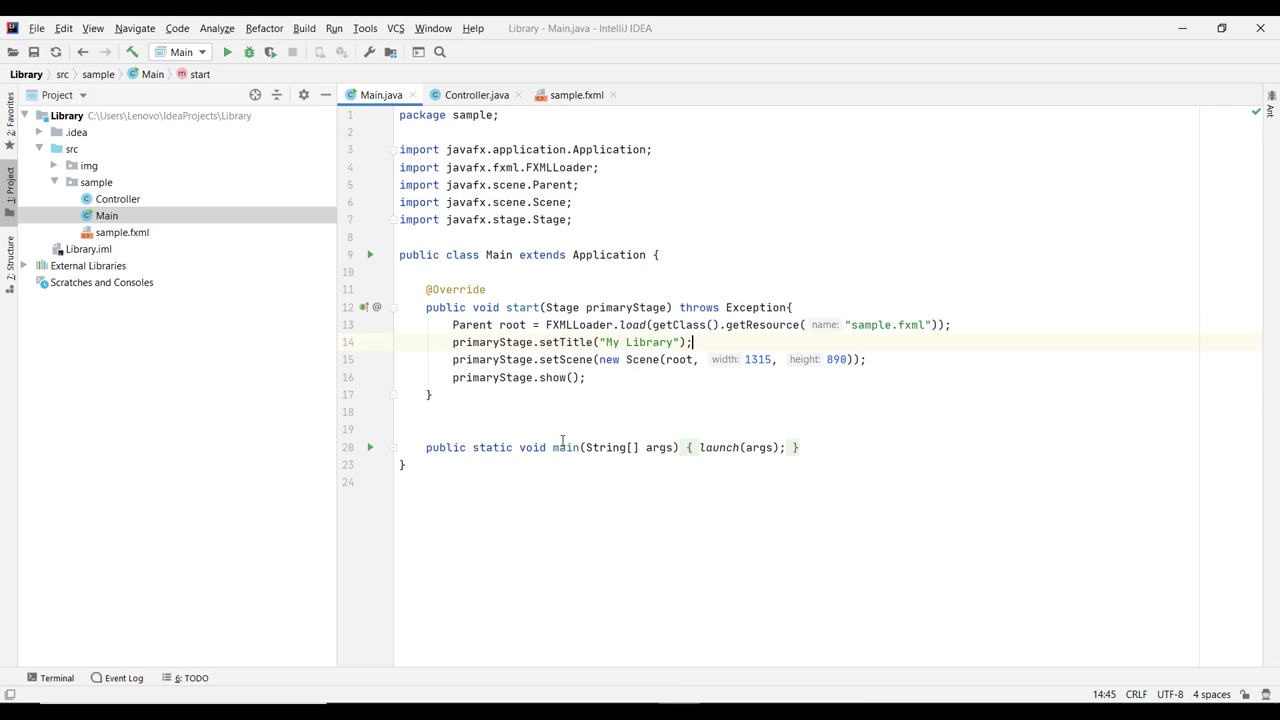 File Edit View Navigate Code Analyze Refactor Build Run Tools VCS Window Help Library - Main.java - IntelliJ IDEA
Main
Library src sample Main m start
Project Main.java Controller.java sample.fxml
2: Favorites
1: Project
7: Structure
Ant
Library C:\Users\Lenovo\IdeaProjects\Library
.idea
src
img
sample
Controller
Main
sample.fxml
Library.iml
External Libraries
Scratches and Consoles
1 package sample;
2
3 import javafx.application.Application;
4 import javafx.fxml.FXMLLoader;
5 import javafx.scene.Parent;
6 import javafx.scene.Scene;
7 import javafx.stage.Stage;
8
9 public class Main extends Application {
10
11 @Override
12 @ public void start(Stage primaryStage) throws Exception{
13 Parent root = FXMLLoader.load(getClass().getResource( name: "sample.fxml"));
14 primaryStage.setTitle("My Library");
15 primaryStage.setScene(new Scene(root, width: 1315, height: 890));
16 primaryStage.show();
17 }
18
19
20 public static void main(String[] args) { launch(args); }
23 }
24
Terminal Event Log 6: TODO
14:45 CRLF UTF-8 4 spaces